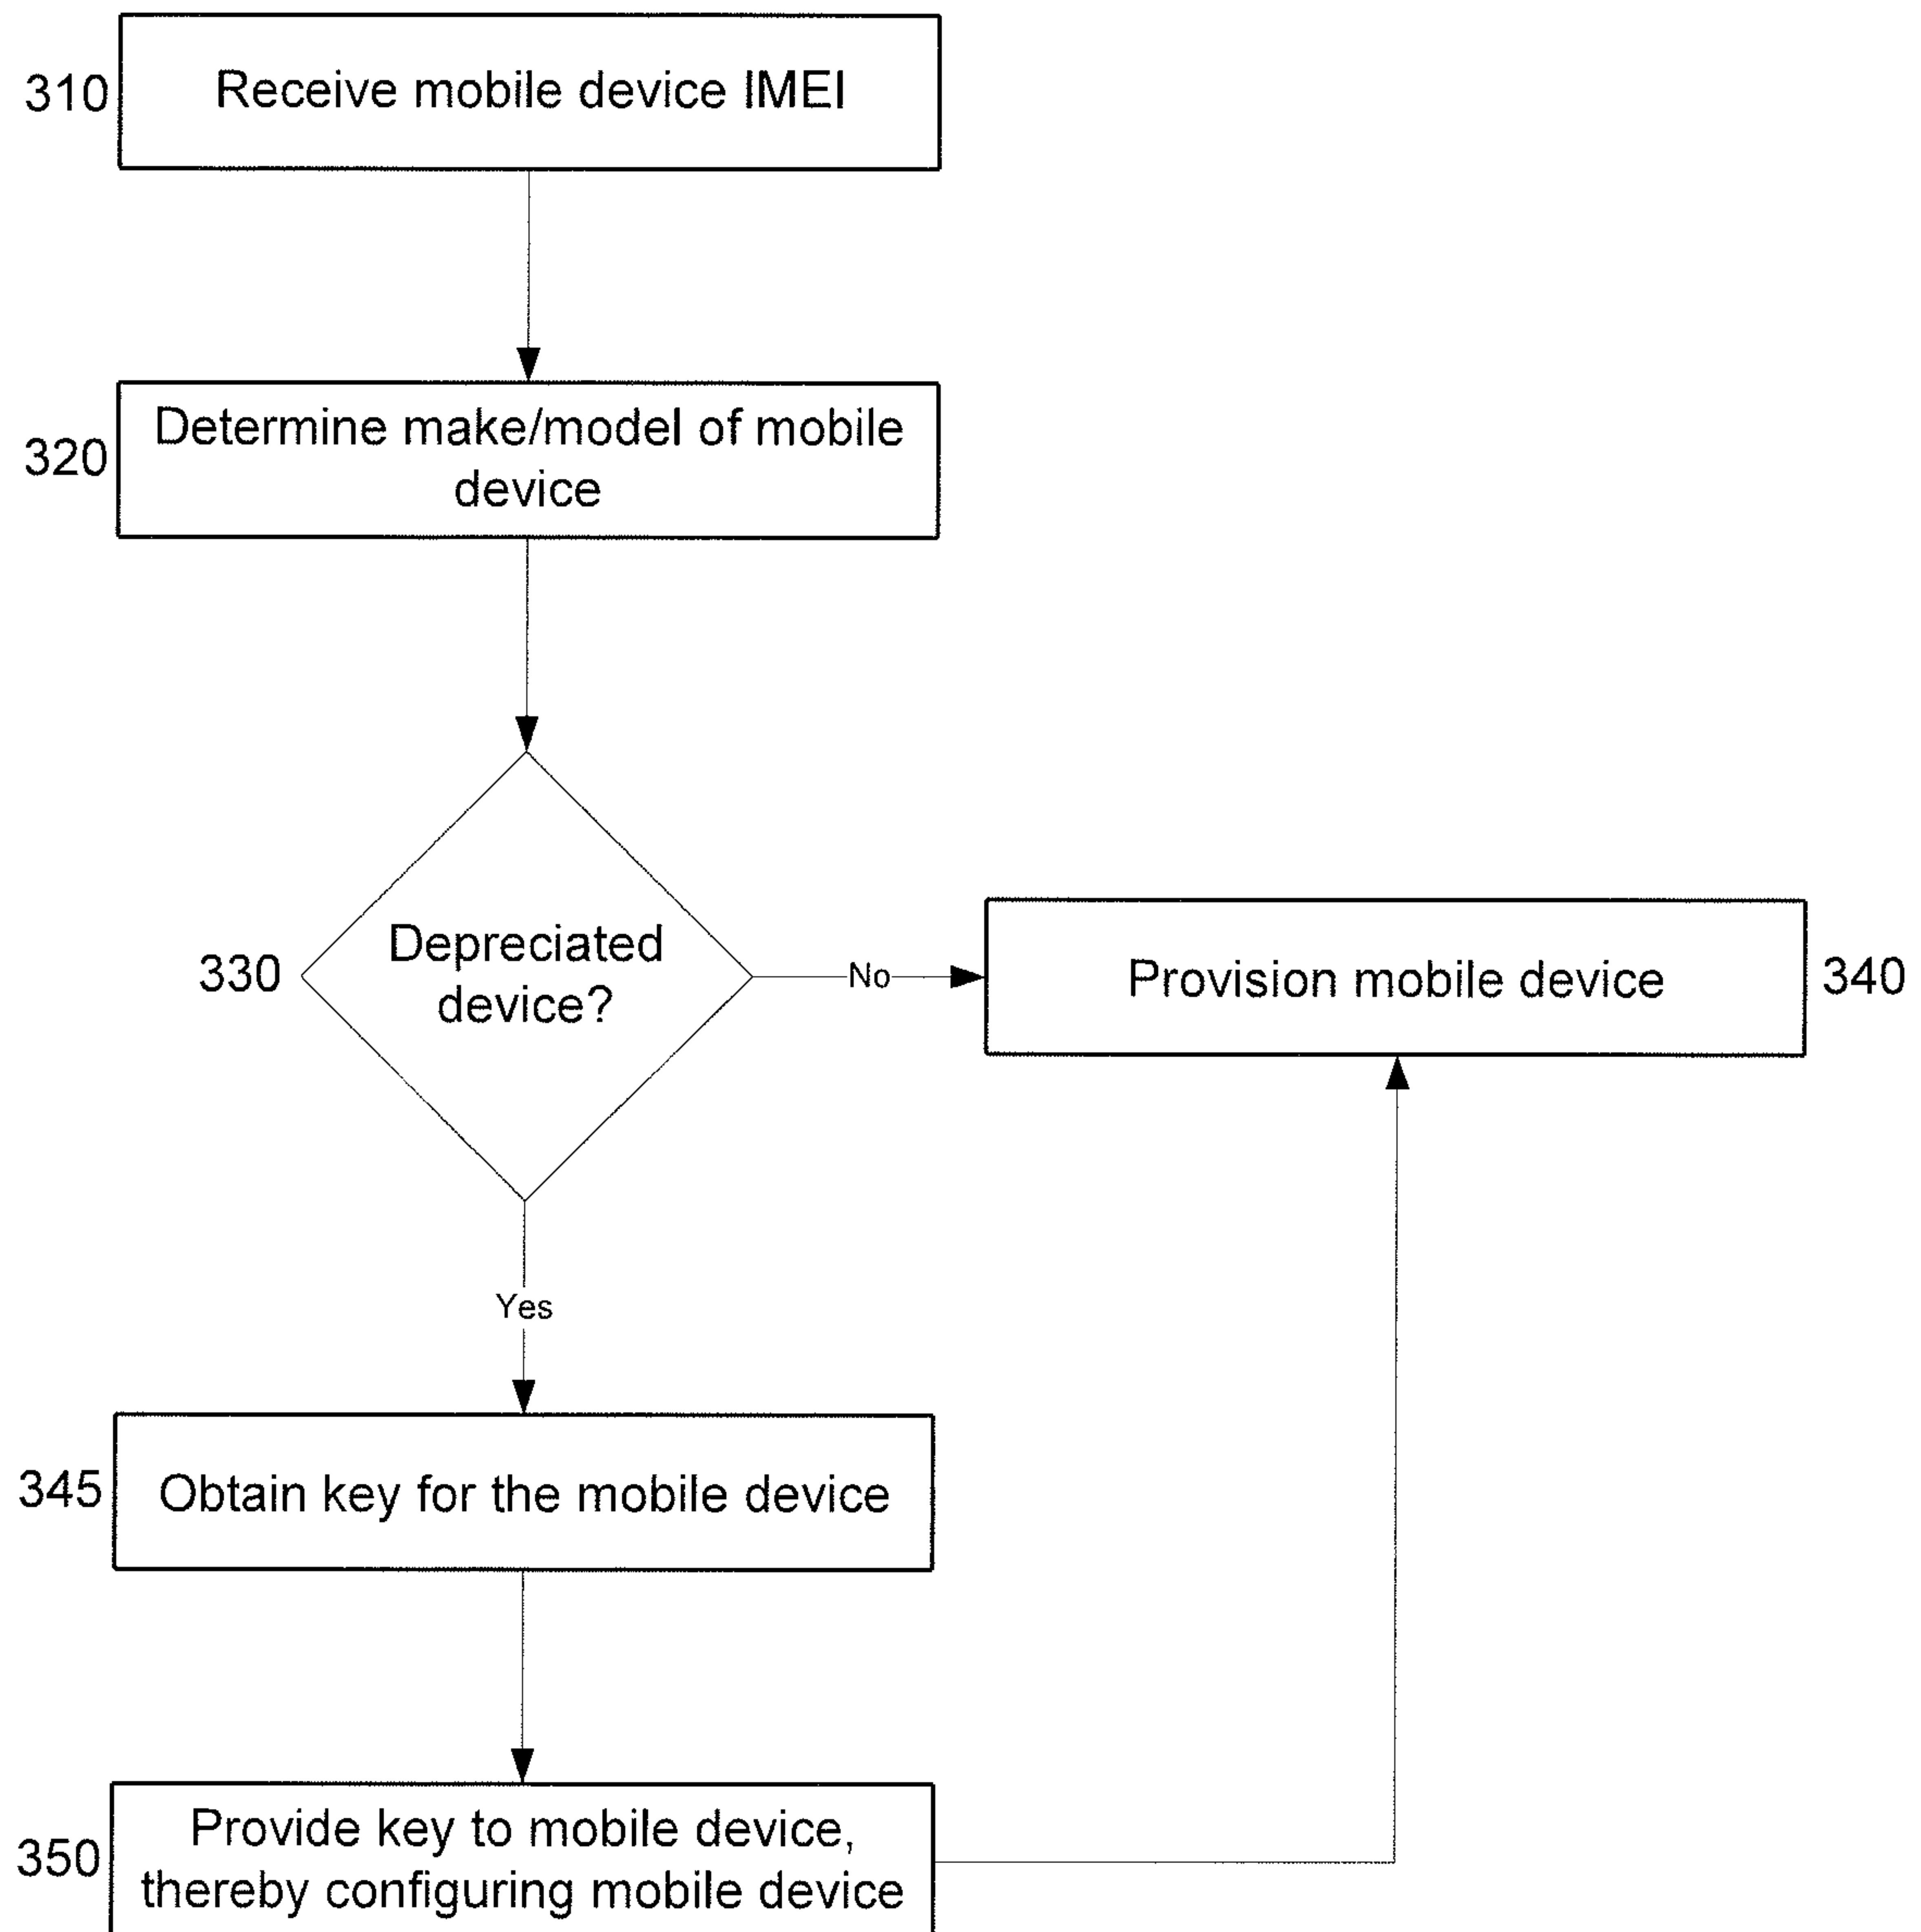 310
Receive mobile device IMEI
320
Determine make/model of mobile
device
330
Depreciated
device?
No
Provision mobile device
340
Yes
345
Obtain key for the mobile device
350
Provide key to mobile device,
thereby configuring mobile device